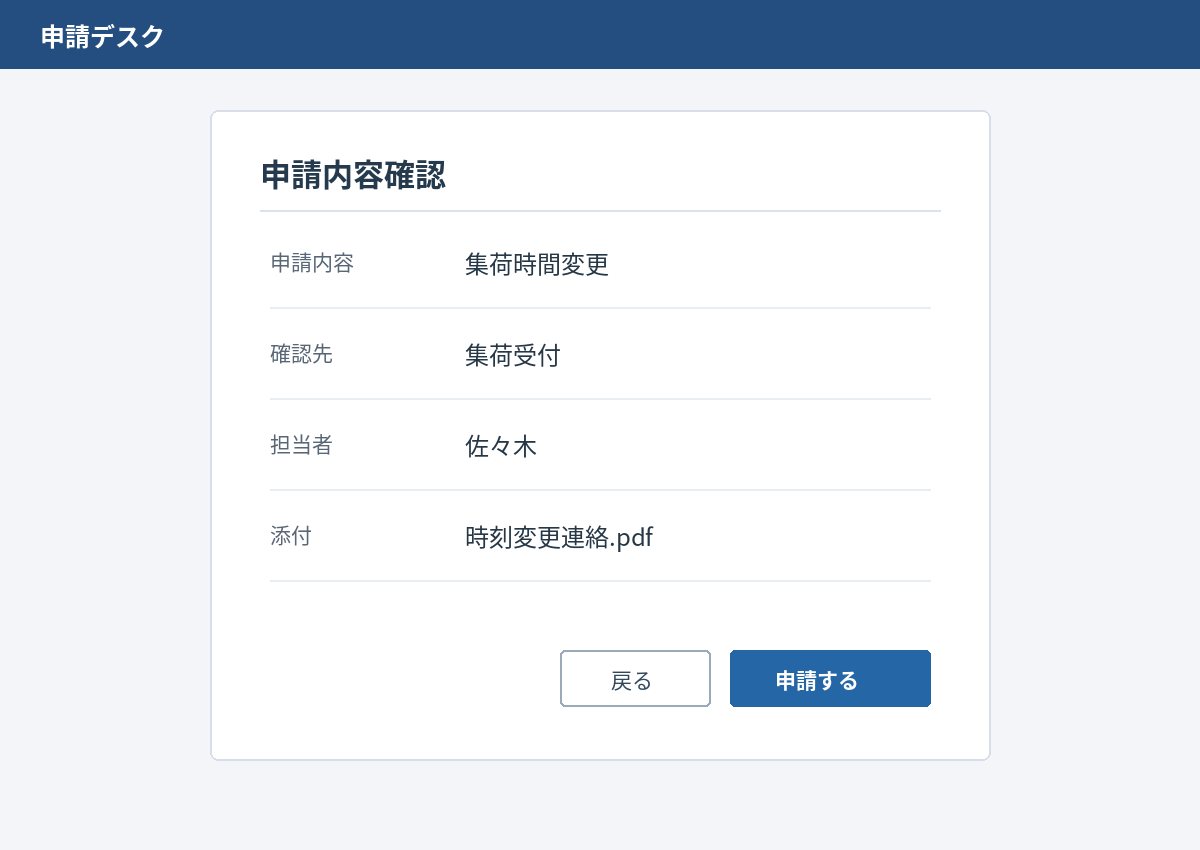 申請デスク
申請内容確認
申請内容 集荷時間変更
確認先 集荷受付
担当者 佐々木
添付 時刻変更連絡.pdf
戻る 申請する